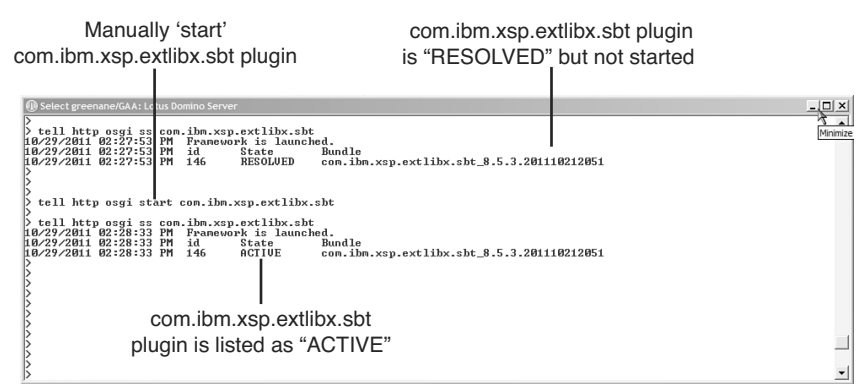 Manually ‘start’
com.ibm.xsp.extlibx.sbt plugin
com.ibm.xsp.extlibx.sbt plugin
is “RESOLVED” but not started
Select greenane/GAA: Lotus Domino Server
Minimize
>
> tell http osgi ss com.ibm.xsp.extlibx.sbt
10/29/2011 02:27:53 PM Framework is launched.
10/29/2011 02:27:53 PM id State Bundle
10/29/2011 02:27:53 PM 146 RESOLVED com.ibm.xsp.extlibx.sbt_8.5.3.201110212051
>
>
> tell http osgi start com.ibm.xsp.extlibx.sbt
>
> tell http osgi ss com.ibm.xsp.extlibx.sbt
10/29/2011 02:28:33 PM Framework is launched.
10/29/2011 02:28:33 PM id State Bundle
10/29/2011 02:28:33 PM 146 ACTIVE com.ibm.xsp.extlibx.sbt_8.5.3.201110212051
>
>
>
>
>
>
>
>
>
>
>
com.ibm.xsp.extlibx.sbt
plugin is listed as “ACTIVE”